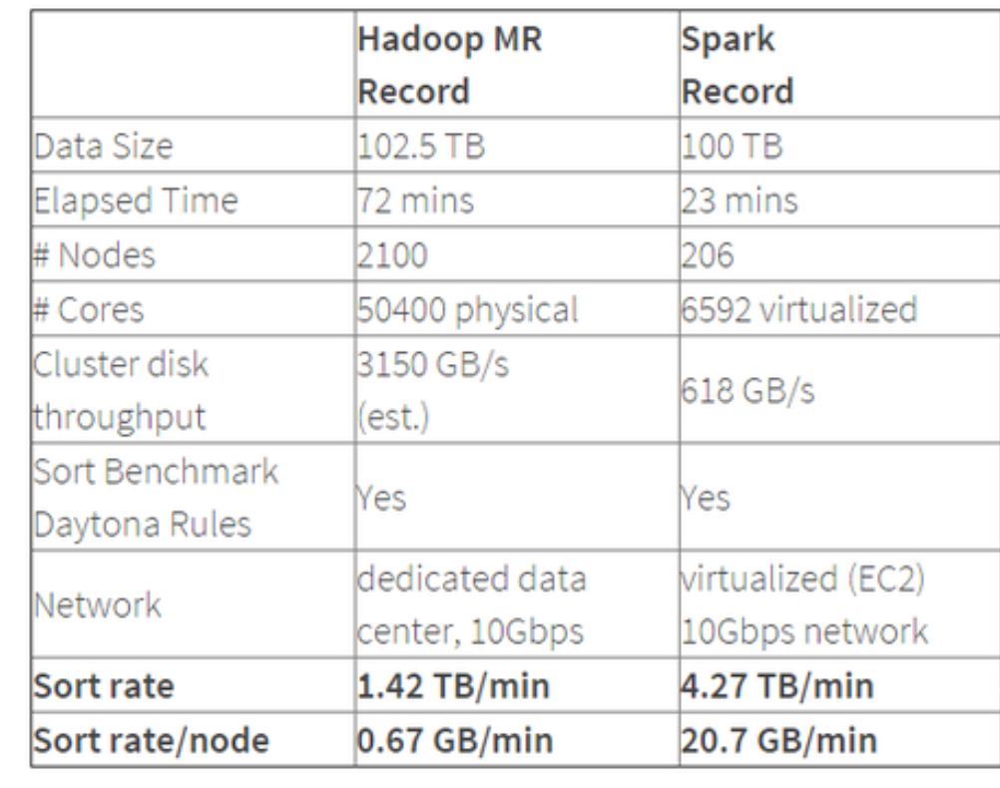 Hadoop MR Record
Spark Record
Data Size
102.5 TB
100 TB
Elapsed Time
72 mins
23 mins
# Nodes
2100
206
# Cores
50400 physical
6592 virtualized
Cluster disk
throughput
3150 GB/s
(est.)
618 GB/s
Sort Benchmark
Daytona Rules
Yes
Yes
Network
dedicated data
center, 10Gbps
virtualized (EC2)
10Gbps network
Sort rate
1.42 TB/min
4.27 TB/min
Sort rate/node
0.67 GB/min
20.7 GB/min